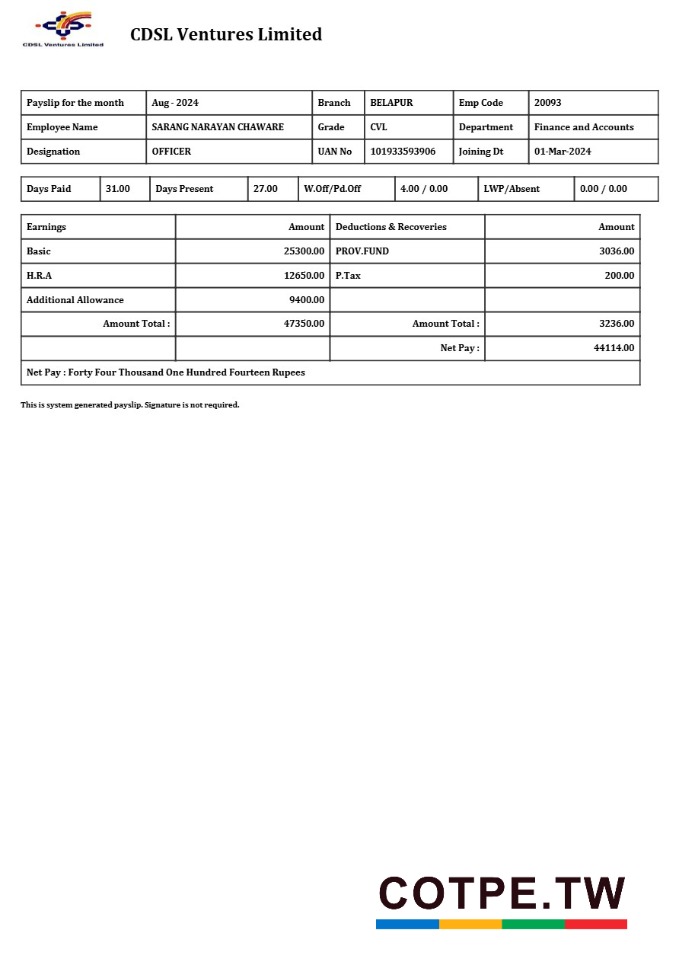 CDSL Ventures Limited
CDSL Ventures Limited
Payslip for the month Aug - 2024 Branch BELAPUR Emp Code 20093
Employee Name SARANG NARAYAN CHAWARE Grade CVL Department Finance and Accounts
Designation OFFICER UAN No 101933593906 Joining Dt 01-Mar-2024
Days Paid 31.00 Days Present 27.00 W.Off/Pd.Off 4.00 / 0.00 LWP/Absent 0.00 / 0.00
Earnings Amount Deductions & Recoveries Amount
Basic 25300.00 PROV.FUND 3036.00
H.R.A 12650.00 P.Tax 200.00
Additional Allowance 9400.00
Amount Total : 47350.00 Amount Total : 3236.00
Net Pay : 44114.00
Net Pay : Forty Four Thousand One Hundred Fourteen Rupees
This is system generated payslip. Signature is not required.
COTPE.TW